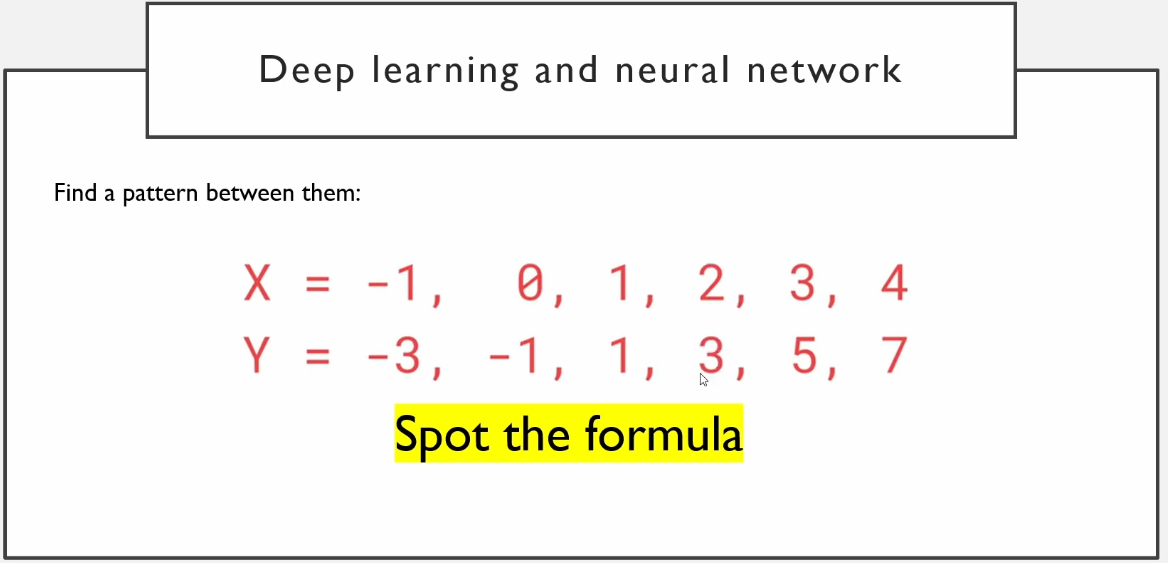 Deep learning and neural network
Find a pattern between them:
X = -1, 0, 1, 2, 3, 4
Y = -3, -1, 1, 3, 5, 7
Spot the formula